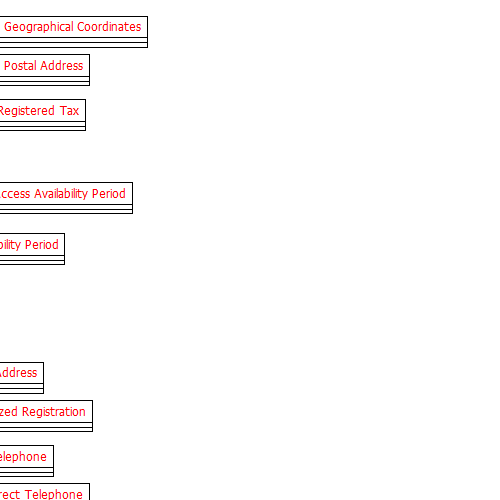 Geographical Coordinates
Postal Address
Registered Tax
ccess Availability Period
bility Period
Address
zed Registration
elephone
rect Telephone